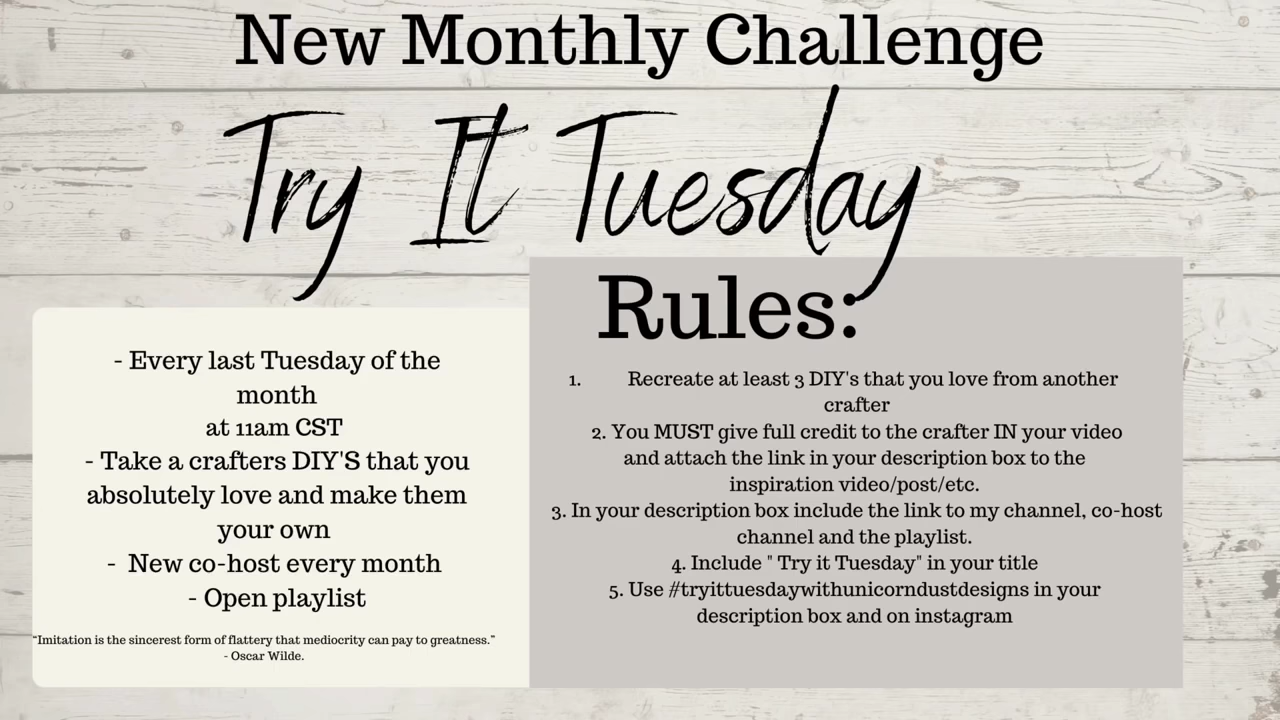 New Monthly Challenge
Try It Tuesday
- Every last Tuesday of the
month
at 11am CST
- Take a crafters DIY'S that you
absolutely love and make them
your own
- New co-host every month
- Open playlist
“Imitation is the sincerest form of flattery that mediocrity can pay to greatness.”
- Oscar Wilde.
Rules:
1. Recreate at least 3 DIY's that you love from another
crafter
2. You MUST give full credit to the crafter IN your video
and attach the link in your description box to the
inspiration video/post/etc.
3. In your description box include the link to my channel, co-host
channel and the playlist.
4. Include " Try it Tuesday" in your title
5. Use #tryittuesdaywithunicorndustdesigns in your
description box and on instagram